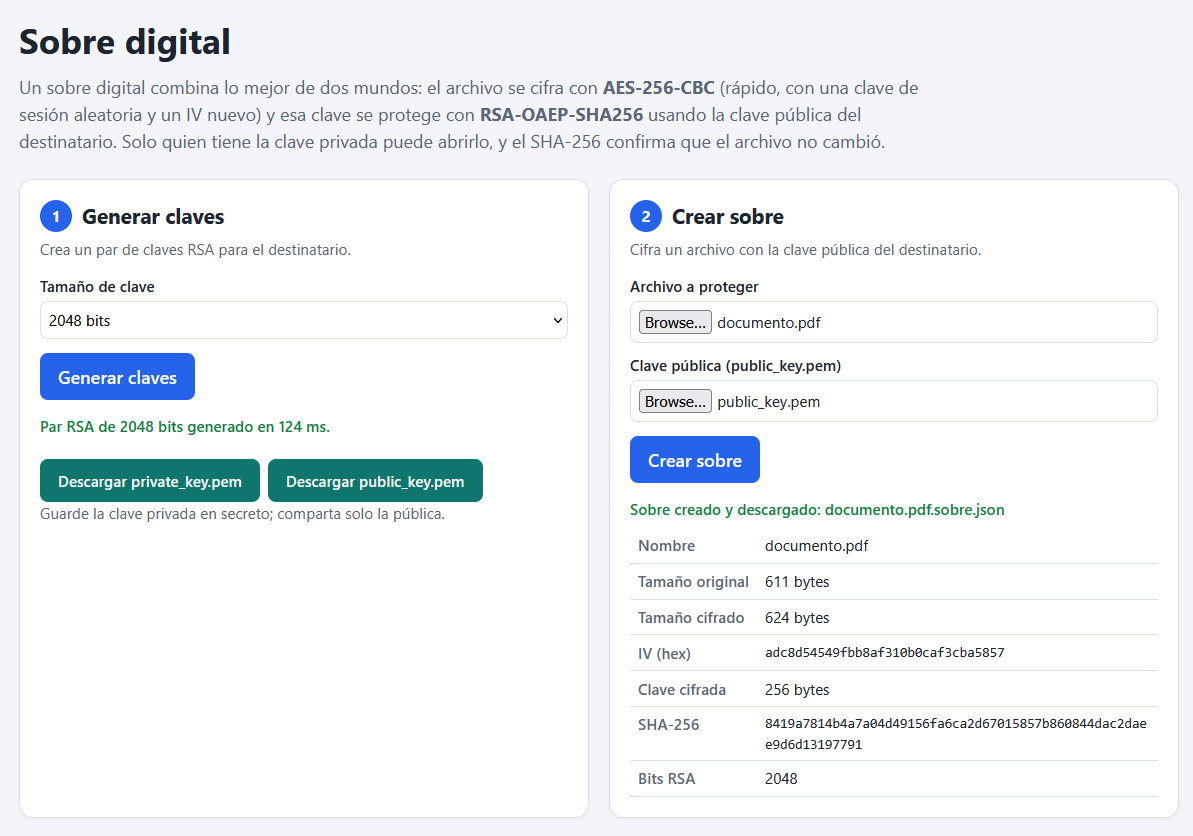 Sobre digital
Un sobre digital combina lo mejor de dos mundos: el archivo se cifra con AES-256-CBC (rápido, con una clave de
sesión aleatoria y un IV nuevo) y esa clave se protege con RSA-OAEP-SHA256 usando la clave pública del
destinatario. Solo quien tiene la clave privada puede abrirlo, y el SHA-256 confirma que el archivo no cambió.
1 Generar claves
Crea un par de claves RSA para el destinatario.
Tamaño de clave
2048 bits
Generar claves
Par RSA de 2048 bits generado en 124 ms.
Descargar private_key.pem
Descargar public_key.pem
Guarde la clave privada en secreto; comparta solo la pública.
2 Crear sobre
Cifra un archivo con la clave pública del destinatario.
Archivo a proteger
Browse... documento.pdf
Clave pública (public_key.pem)
Browse... public_key.pem
Crear sobre
Sobre creado y descargado: documento.pdf.sobre.json
Nombre documento.pdf
Tamaño original 611 bytes
Tamaño cifrado 624 bytes
IV (hex) adc8d54549fbb8af310b0caf3cba5857
Clave cifrada 256 bytes
SHA-256 8419a7814b4a7a04d49156fa6ca2d67015857b860844dac2dae
e9d6d13197791
Bits RSA 2048